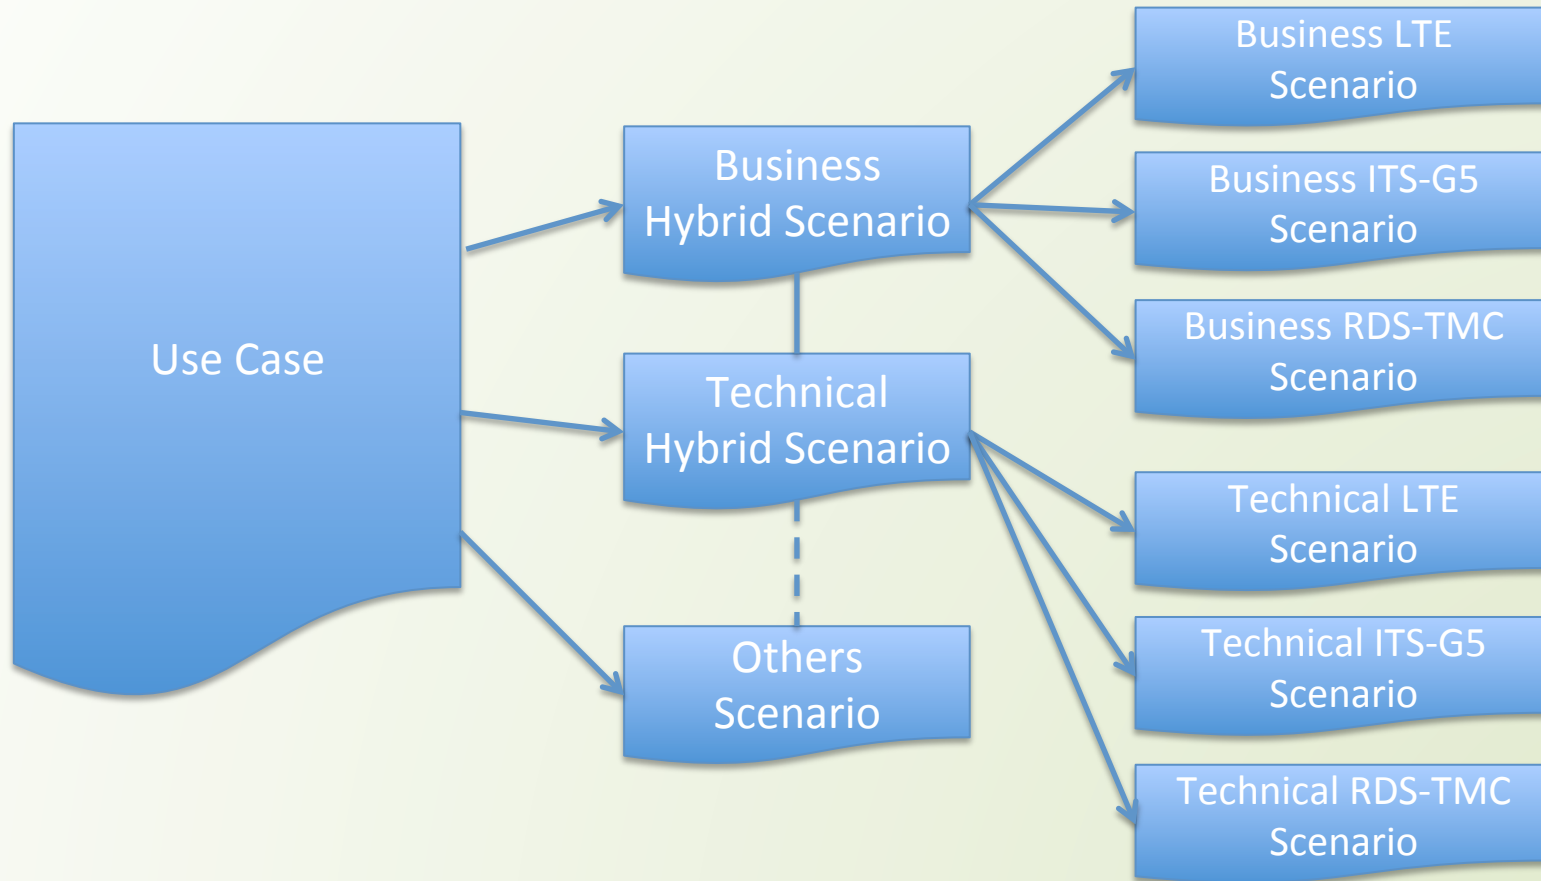 Use Case
Business
Hybrid Scenario
Technical
Hybrid Scenario
Others
Scenario
Business LTE
Scenario
Business ITS-G5
Scenario
Business RDS-TMC
Scenario
Technical LTE
Scenario
Technical ITS-G5
Scenario
Technical RDS-TMC
Scenario